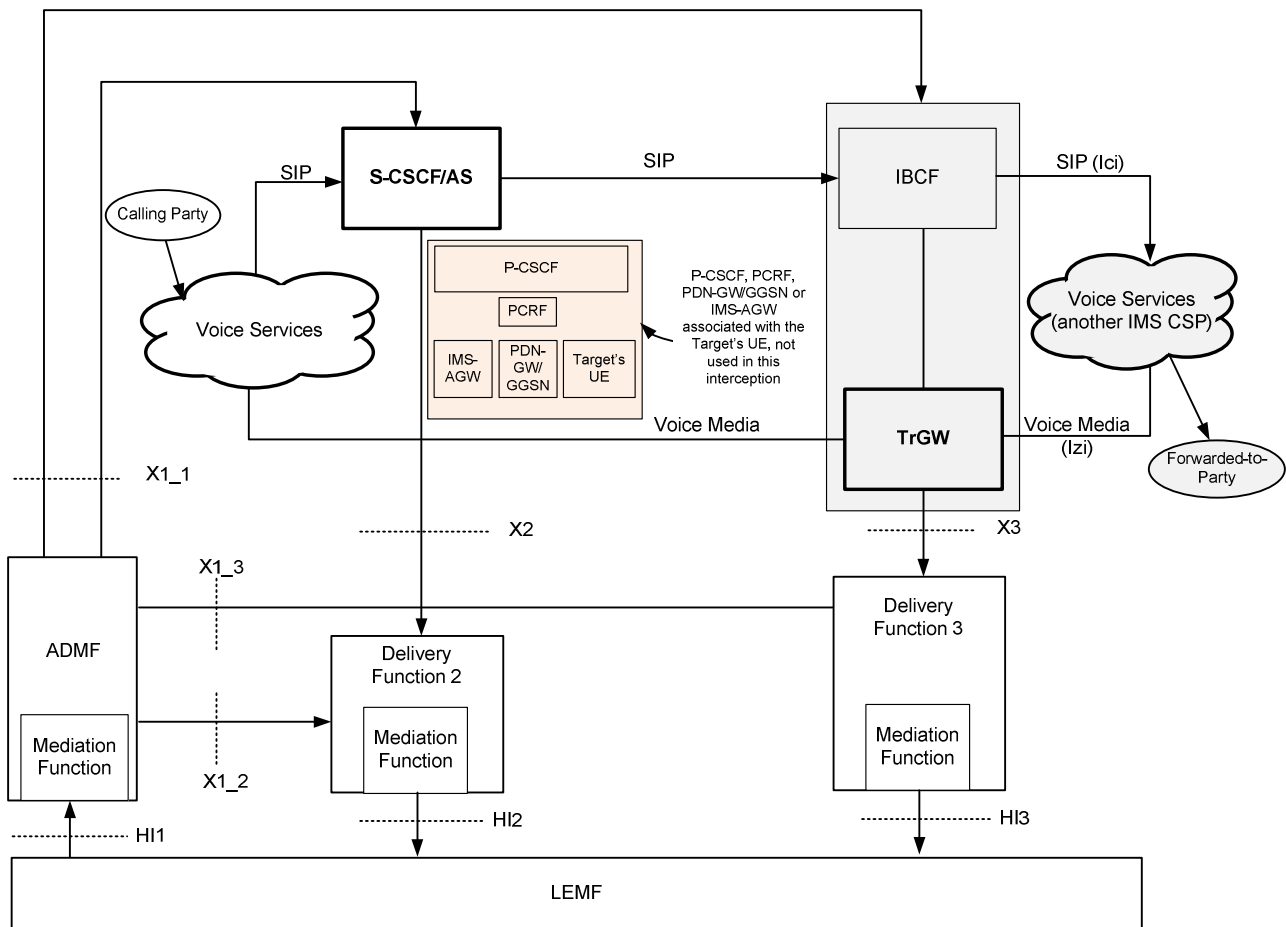 SIP
S-CSCF/AS
SIP
IBCF
SIP (Ici)
Calling Party
Voice Services
P-CSCF
PCRF
IMS-
AGW
PDN-
GW/
GGSN
Target's
UE
P-CSCF, PCRF,
PDN-GW/GGSN or
IMS-AGW
associated with the
Target's UE, not
used in this
interception
Voice Services
(another IMS CSP)
Voice Media
TrGW
Voice Media
(Izi)
Forwarded-to-
Party
X1_1
X2
X3
X1_3
ADMF
Mediation
Function
X1_2
Delivery
Function 2
Mediation
Function
Delivery
Function 3
Mediation
Function
HI1
HI2
HI3
LEMF